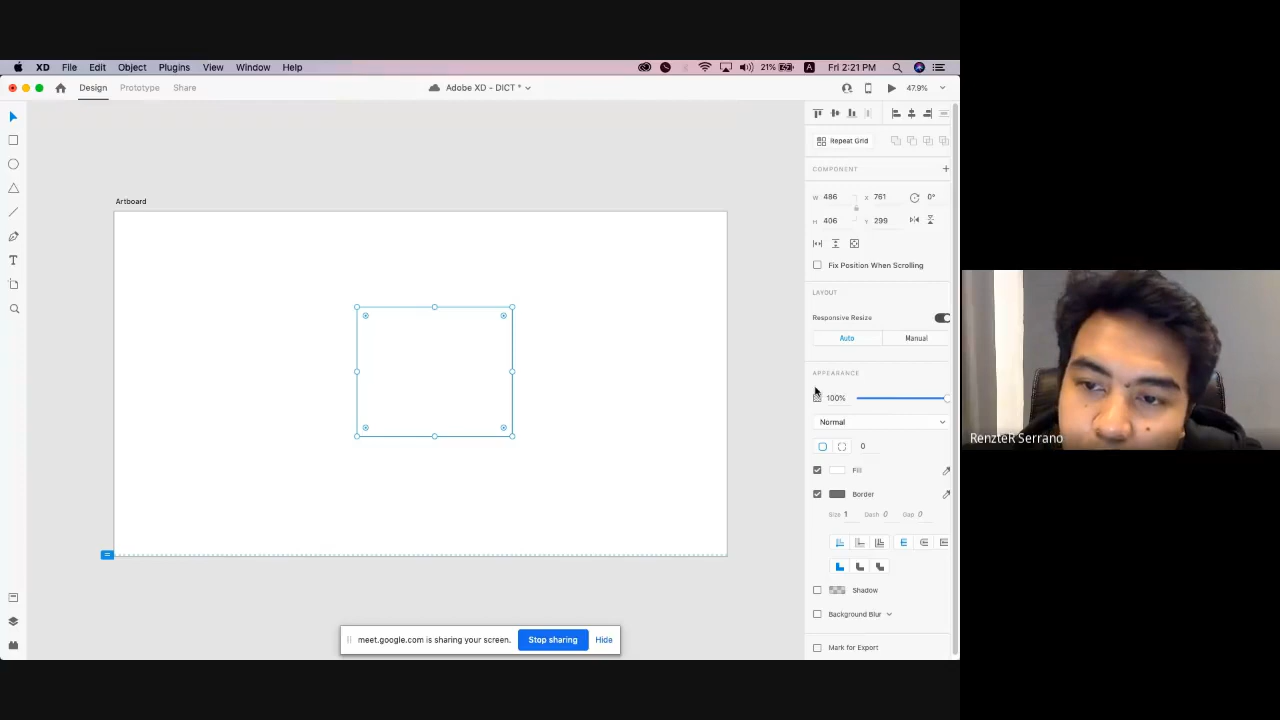 XD File Edit Object Plugins View Window Help 21% A Fri 2:21 PM
Design Prototype Share Adobe XD - DICT * 47.9%
Repeat Grid
COMPONENT +
W 486 X 761 0°
Artboard
H 406 Y 299
Fix Position When Scrolling
LAYOUT
Responsive Resize
Auto Manual
APPEARANCE
100%
Normal
RenzteR Serrano
0
Fill
Border
Size 1 Dash 0 Gap 0
Shadow
Background Blur
meet.google.com is sharing your screen. Stop sharing Hide
Mark for Export